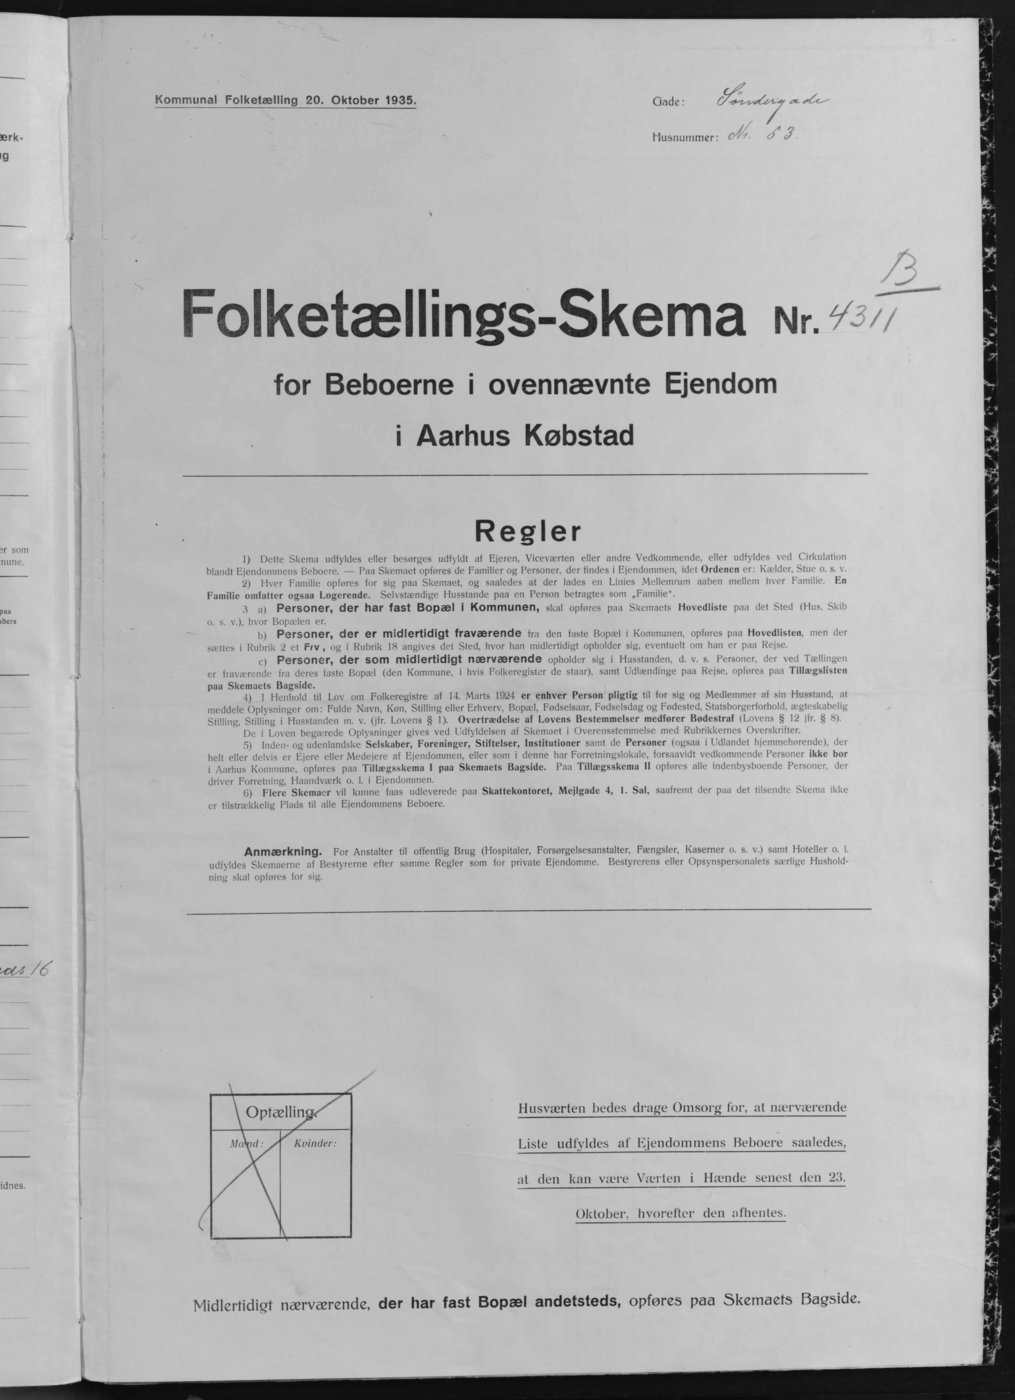 Kommunal Folketælling 20. Oktober 1935.
Gade: Søndergade
Husnummer: Nr. 53.
B
Folketællings-Skema Nr. 4311
for Beboerne i ovennævnte Ejendom
i Aarhus Købstad
Regler
1) Dette Skema udfyldes eller besørges udfyldt af Ejeren, Viceværten eller andre Vedkommende, eller udfyldes ved Cirkulation
blandt Ejendommens Beboere. — Paa Skemaet opføres de Familier og Personer, der findes i Ejendommen, idet Ordenen er: Kælder, Stue o. s. v.
2) Hver Familie opføres for sig paa Skemaet, og saaledes at der lades en Linies Mellemrum aaben mellem hver Familie. En
Familie omfatter ogsaa Logerende. Selvstændige Husstande paa en Person betragtes som „Familie“.
3 a) Personer, der har fast Bopæl i Kommunen, skal opføres paa Skemaets Hovedliste paa det Sted (Hus, Skib
o. s. v.), hvor Bopælen er.
b) Personer, der er midlertidigt fraværende fra den faste Bopæl i Kommunen, opføres paa Hovedlisten, men der
sættes i Rubrik 2 et Frv, og i Rubrik 18 angives det Sted, hvor han midlertidigt opholder sig, eventuelt om han er paa Rejse.
c) Personer, der som midlertidigt nærværende opholder sig i Husstanden, d. v. s. Personer, der ved Tællingen
er fraværende fra deres faste Bopæl (den Kommune, i hvis Folkeregister de staar), samt Udlændinge paa Rejse, opføres paa Tillægslisten
paa Skemaets Bagside.
4) I Henhold til Lov om Folkeregistre af 14. Marts 1924 er enhver Person pligtig til for sig og Medlemmer af sin Husstand, at
meddele Oplysninger om: Fulde Navn, Køn, Stilling eller Erhverv, Bopæl, Fødselsaar, Fødselsdag og Fødested, Statsborgerforhold, ægteskabelig
Stilling, Stilling i Husstanden m. v. (jfr. Lovens § 1). Overtrædelse af Lovens Bestemmelser medfører Bødestraf (Lovens § 12 jfr. § 8).
De i Loven begærede Oplysninger gives ved Udfyldelsen af Skemaet i Overensstemmelse med Rubrikkernes Overskrifter.
5) Inden- og udenlandske Selskaber, Foreninger, Stiftelser, Institutioner samt de Personer (ogsaa i Udlandet hjemmehørende), der
helt eller delvis er Ejere eller Medejere af Ejendommen, eller som i denne har Forretningslokale, forsaavidt vedkommende Personer ikke bor
i Aarhus Kommune, opføres paa Tillægsskema I paa Skemaets Bagside. Paa Tillægsskema II opføres alle indenbysboende Personer, der
driver Forretning, Haandværk o. l. i Ejendommen.
6) Flere Skemaer vil kunne faas udleverede paa Skattekontoret, Mejlgade 4, 1. Sal, saafremt der paa det tilsendte Skema ikke
er tilstrækkelig Plads til alle Ejendommens Beboere.
Anmærkning. For Anstalter til offentlig Brug (Hospitaler, Forsørgelsesanstalter, Fængsler, Kaserner o. s. v.) samt Hoteller o. l.
udfyldes Skemaerne af Bestyrerne efter samme Regler som for private Ejendomme. Bestyrerens eller Opsynspersonalets særlige Hushold-
ning skal opføres for sig.
Optælling.
Mænd: Kvinder:
Husværten bedes drage Omsorg for, at nærværende
Liste udfyldes af Ejendommens Beboere saaledes,
at den kan være Værten i Hænde senest den 23.
Oktober, hvorefter den afhentes.
Midlertidigt nærværende, der har fast Bopæl andetsteds, opføres paa Skemaets Bagside.